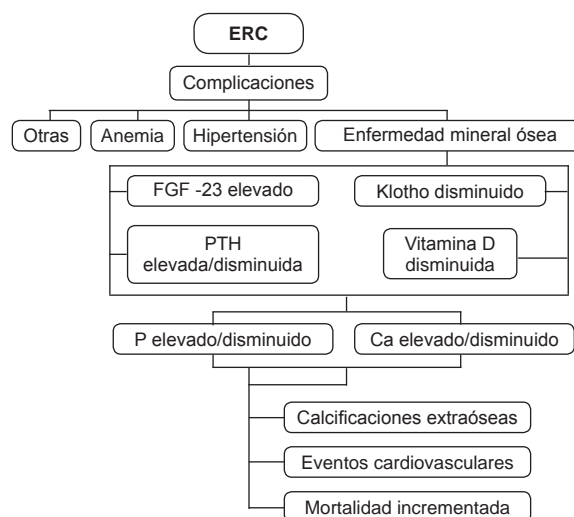 ERC
Complicaciones
Otras
Anemia
Hipertensión
Enfermedad mineral ósea
FGF -23 elevado
Klotho disminuido
PTH
elevada/disminuida
Vitamina D
disminuida
P elevado/disminuido
Ca elevado/disminuido
Calcificaciones extraóseas
Eventos cardiovasculares
Mortalidad incrementada